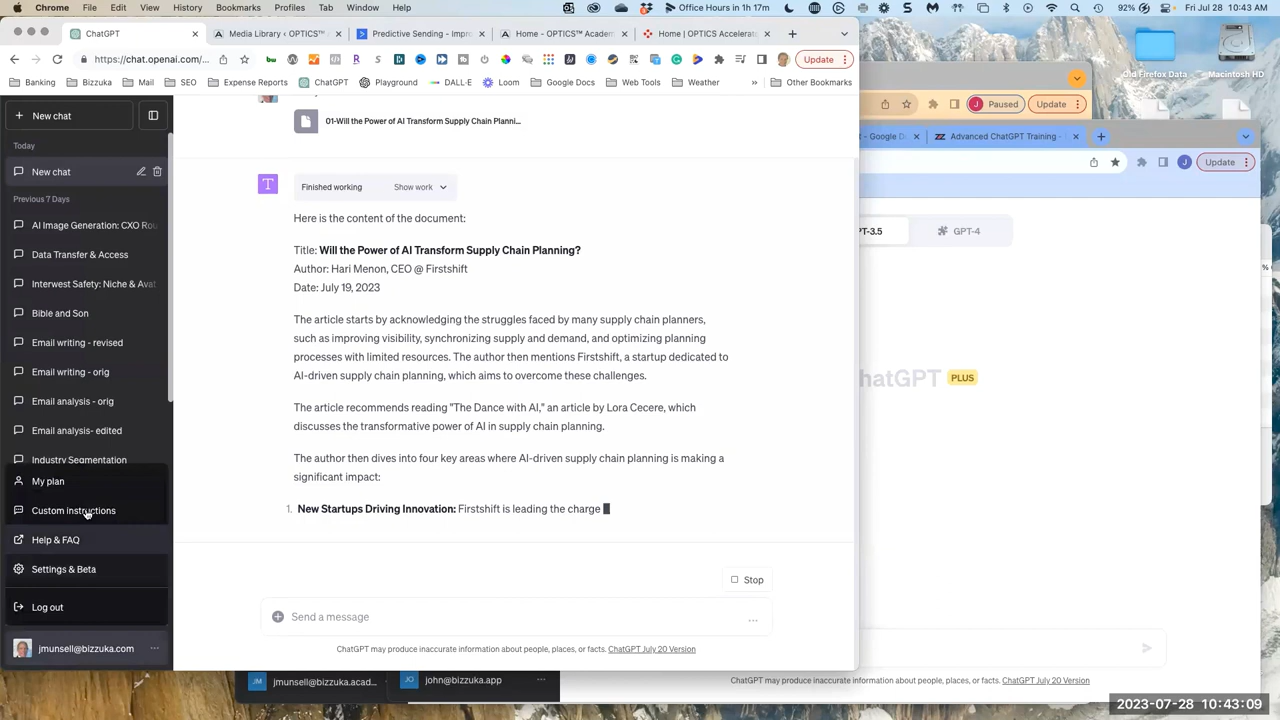 Chrome File Edit View History Bookmarks
Dr Appt • in 1h 17m
Fri Jul 28 10:43 AM
ChatGPT
Media Library ‹ OPTICS™
Predictive Sending - Impro
Home - OPTICS™ Academ
Home | OPTICS Accelerat
https://chat.openai.com/...
Update
Banking
Bizzuka
Mail
SEO
Expense Reports
ChatGPT
Playground
DALL·E
Loom
Google Docs
Web Tools
Weather
»
Other Bookmarks
New chat
Today
New chat
Previous 7 Days
AI Image Generation: CXO Rou
Data Transfer & Access
Interwest Safety: Niche & Avat
Bible and Son
Email writing - revised
Email writing - orig
Email analysis - orig
Email analysis- edited
Industry Segmentation
My plan
Custom instructions
Help & FAQ
Settings & Beta
Log out
jmunsell@bizzuka.com
...
01-Will the Power of AI Transform Supply Chain Planni...
Finished working Show work
Here is the content of the document:
Title: Will the Power of AI Transform Supply Chain Planning?
Author: Hari Menon, CEO @ Firstshift
Date: July 19, 2023
The article starts by acknowledging the struggles faced by many supply chain planners,
such as improving visibility, synchronizing supply and demand, and optimizing planning
processes with limited resources. The author then mentions Firstshift, a startup dedicated to
AI-driven supply chain planning, which aims to overcome these challenges.
The article recommends reading "The Dance with AI," an article by Lora Cecere, which
discusses the transformative power of AI in supply chain planning.
The author then dives into four key areas where AI-driven supply chain planning is making a
significant impact:
1. New Startups Driving Innovation: Firstshift is leading the charge
Stop
Send a message
...
ChatGPT may produce inaccurate information about people, places, or facts. ChatGPT July 20 Version
Old Firefox Data
Macintosh HD
J Paused
Update
t - Google D
Advanced ChatGPT Training -
J
Update
PT-3.5
GPT-4
hatGPT PLUS
%
ChatGPT may produce inaccurate information about people, places, or facts. ChatGPT July 20 Version
JM jmunsell@bizzuka.acad...
JO john@bizzuka.app
...
2023-07-28 10:43:09